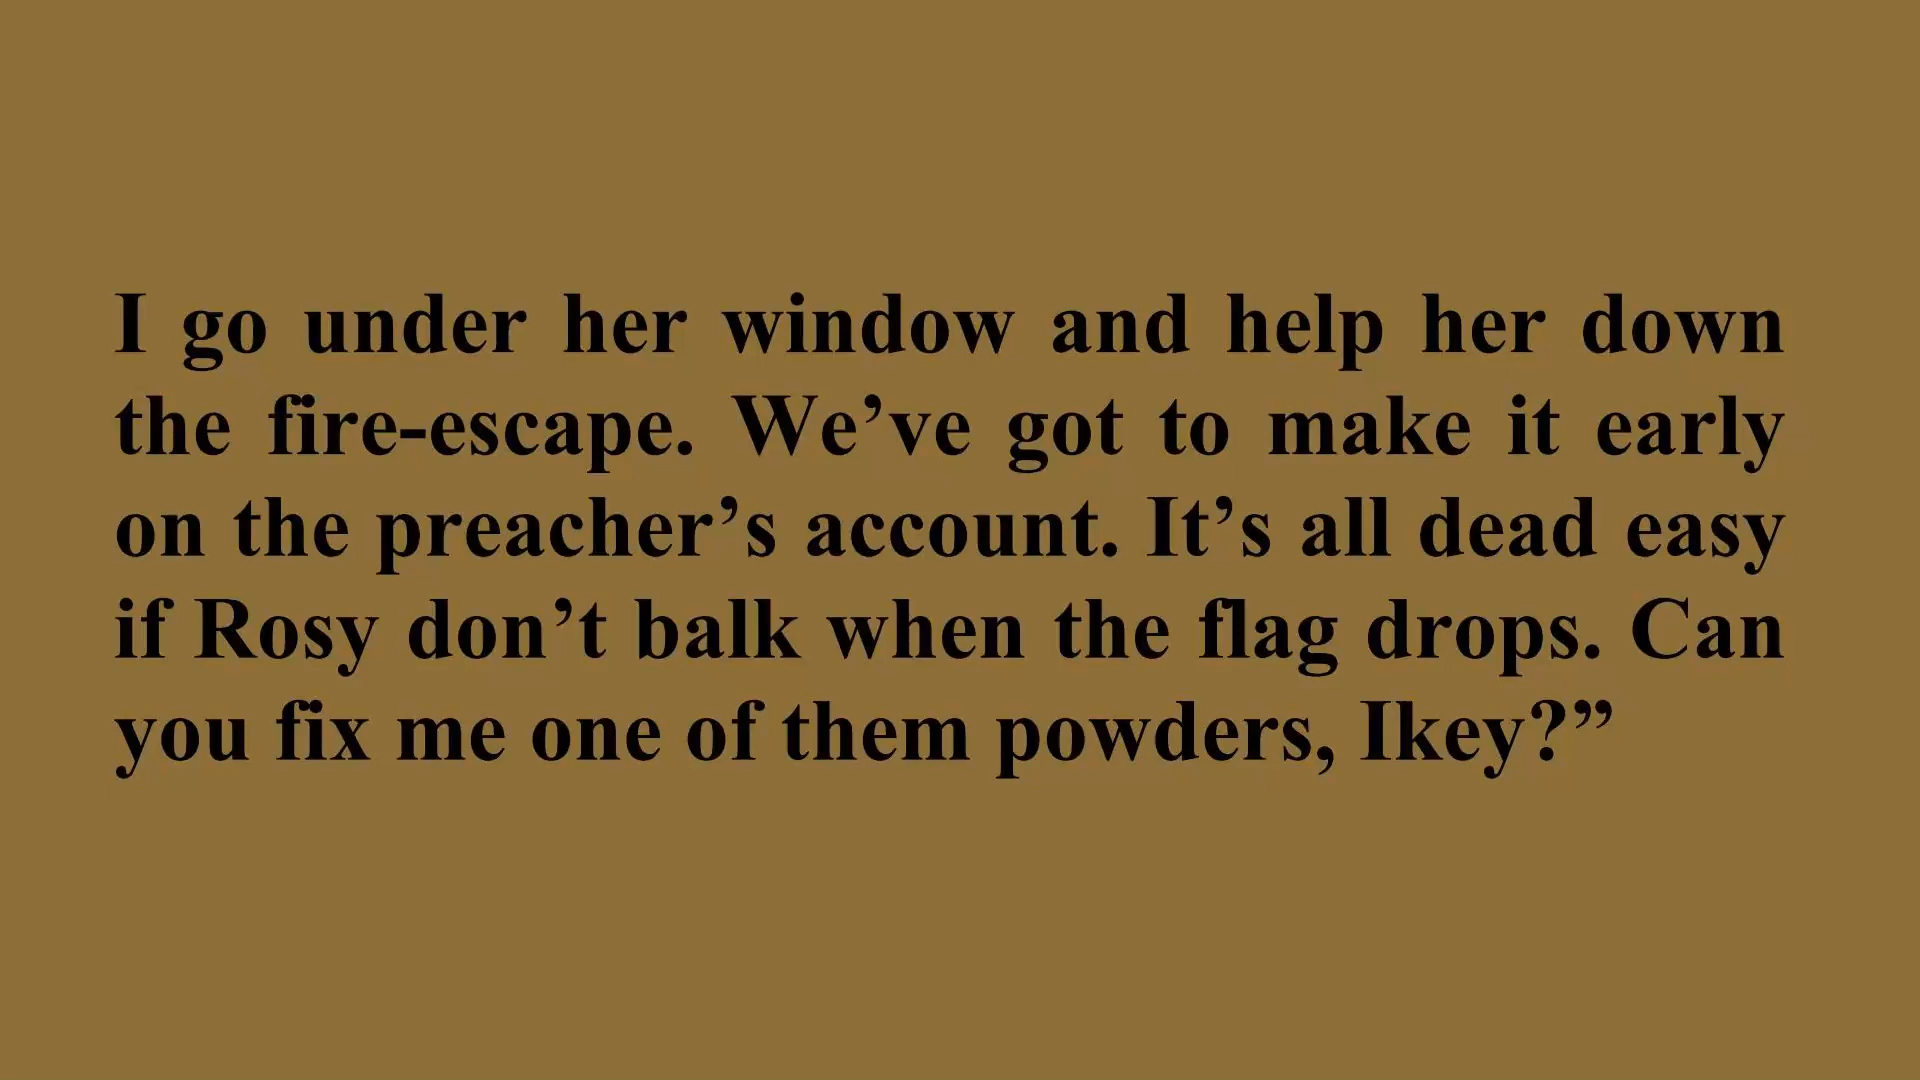 I go under her window and help her down
the fire-escape. We’ve got to make it early
on the preacher’s account. It’s all dead easy
if Rosy don’t balk when the flag drops. Can
you fix me one of them powders, Ikey?”